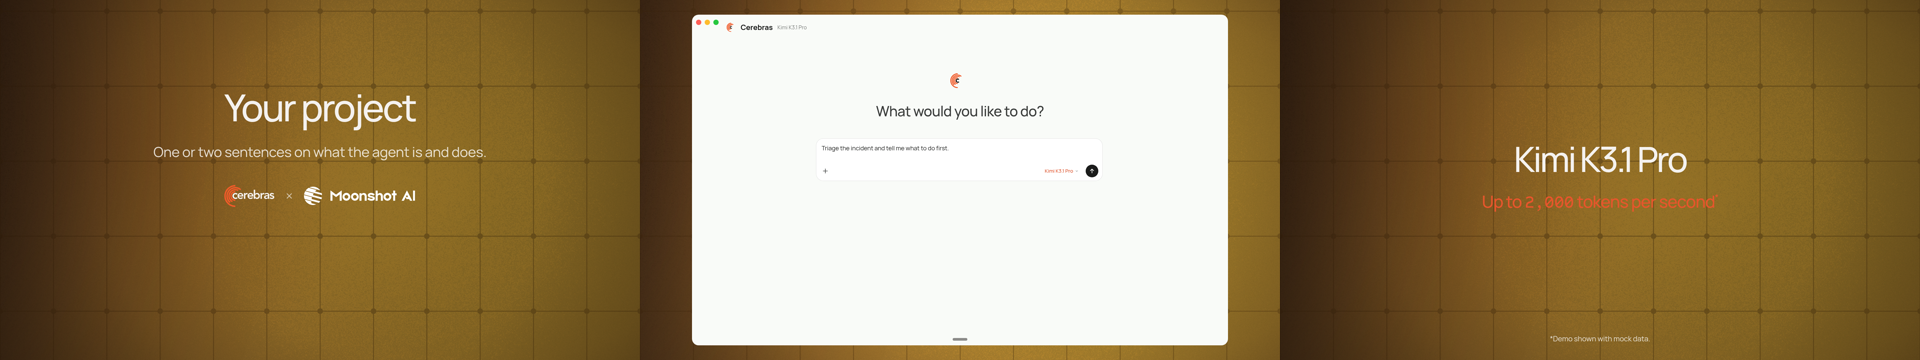 Your project
One or two sentences on what the agent is and does.
cerebras × Moonshot AI
Cerebras Kimi K3.1 Pro
What would you like to do?
Triage the incident and tell me what to do first.
+ Kimi K3.1 Pro
Kimi K3.1 Pro
Up to 2,000 tokens per second*
*Demo shown with mock data.